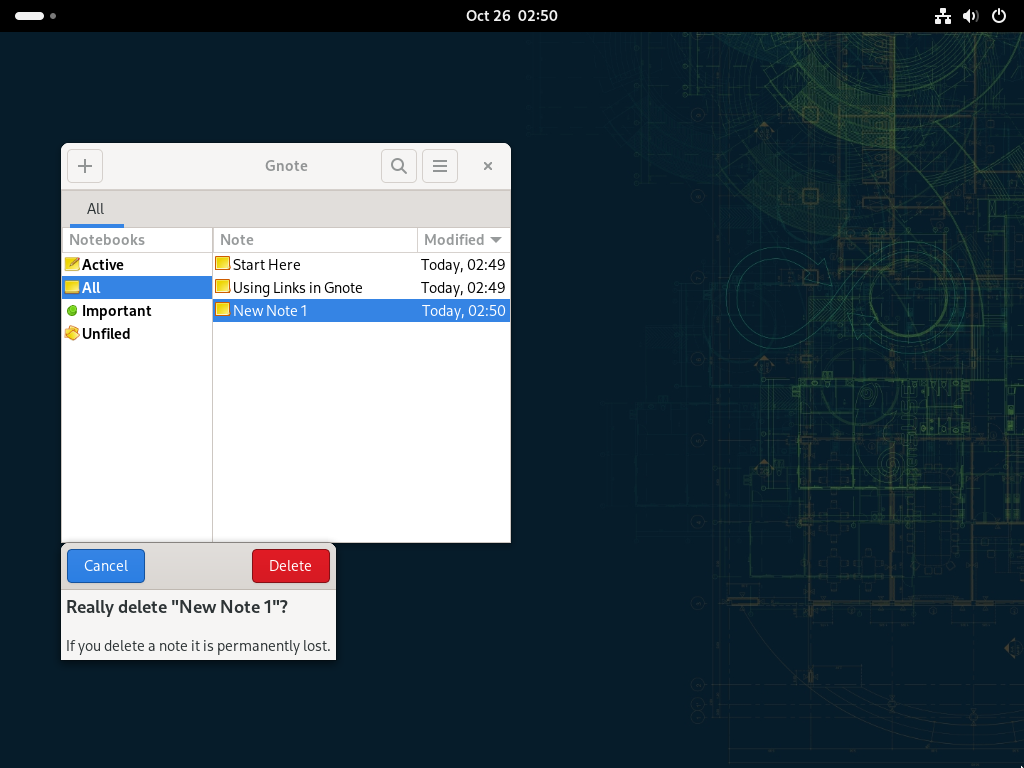 Oct 26 02:50
Gnote
All
Notebooks Note Modified
Active Start Here Today, 02:49
All Using Links in Gnote Today, 02:49
Important New Note 1 Today, 02:50
Unfiled
Cancel Delete
Really delete "New Note 1"?
If you delete a note it is permanently lost.